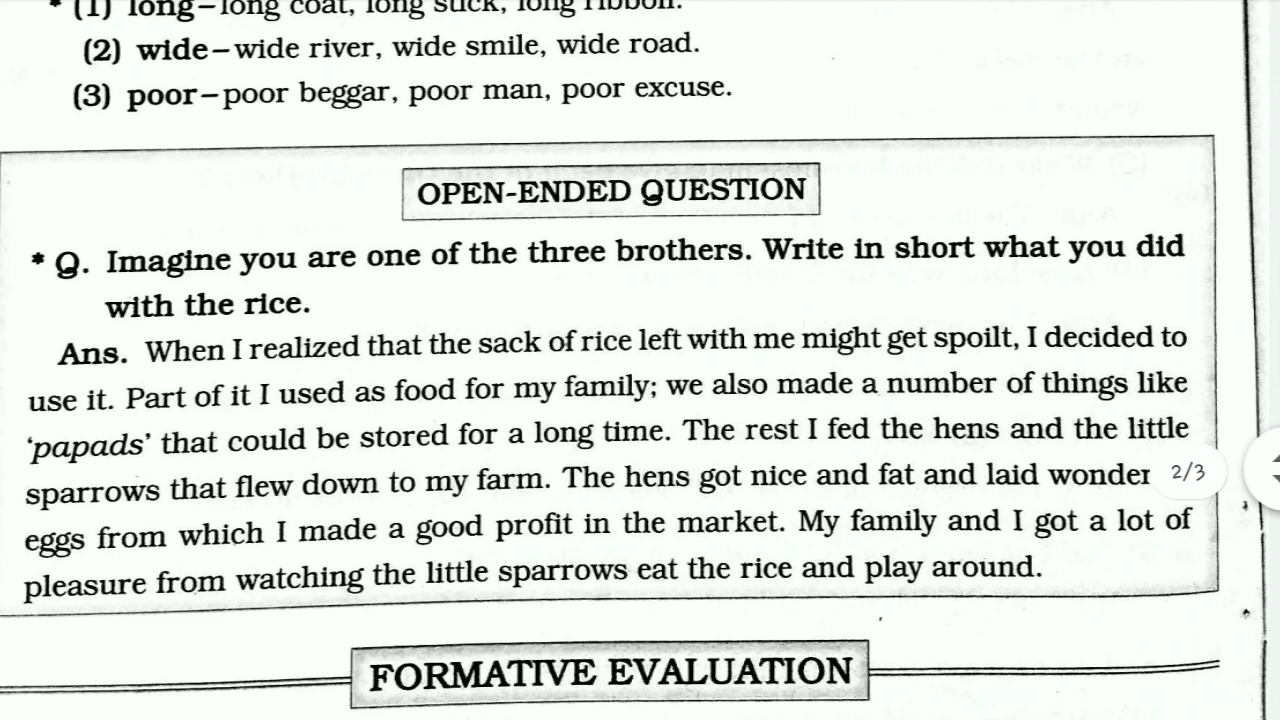 * (1) long–long coat, long stick, long ribbon.
(2) wide–wide river, wide smile, wide road.
(3) poor–poor beggar, poor man, poor excuse.
OPEN-ENDED QUESTION
* Q. Imagine you are one of the three brothers. Write in short what you did
with the rice.
Ans. When I realized that the sack of rice left with me might get spoilt, I decided to
use it. Part of it I used as food for my family; we also made a number of things like
‘papads’ that could be stored for a long time. The rest I fed the hens and the little
sparrows that flew down to my farm. The hens got nice and fat and laid wonder 2/3
eggs from which I made a good profit in the market. My family and I got a lot of
pleasure from watching the little sparrows eat the rice and play around.
FORMATIVE EVALUATION